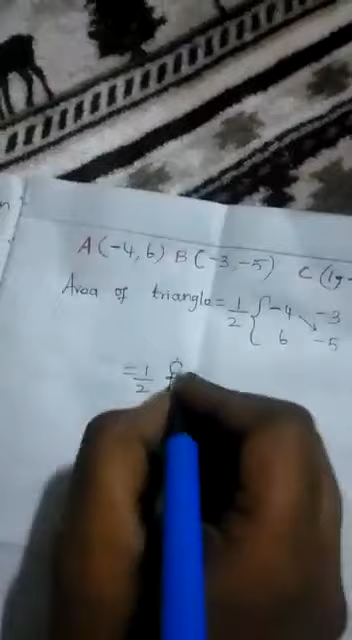 A(-4, 6) B(-3, -5) C(
Area of triangle = 1/2 { -4 -3
6 -5
= 1/2 {